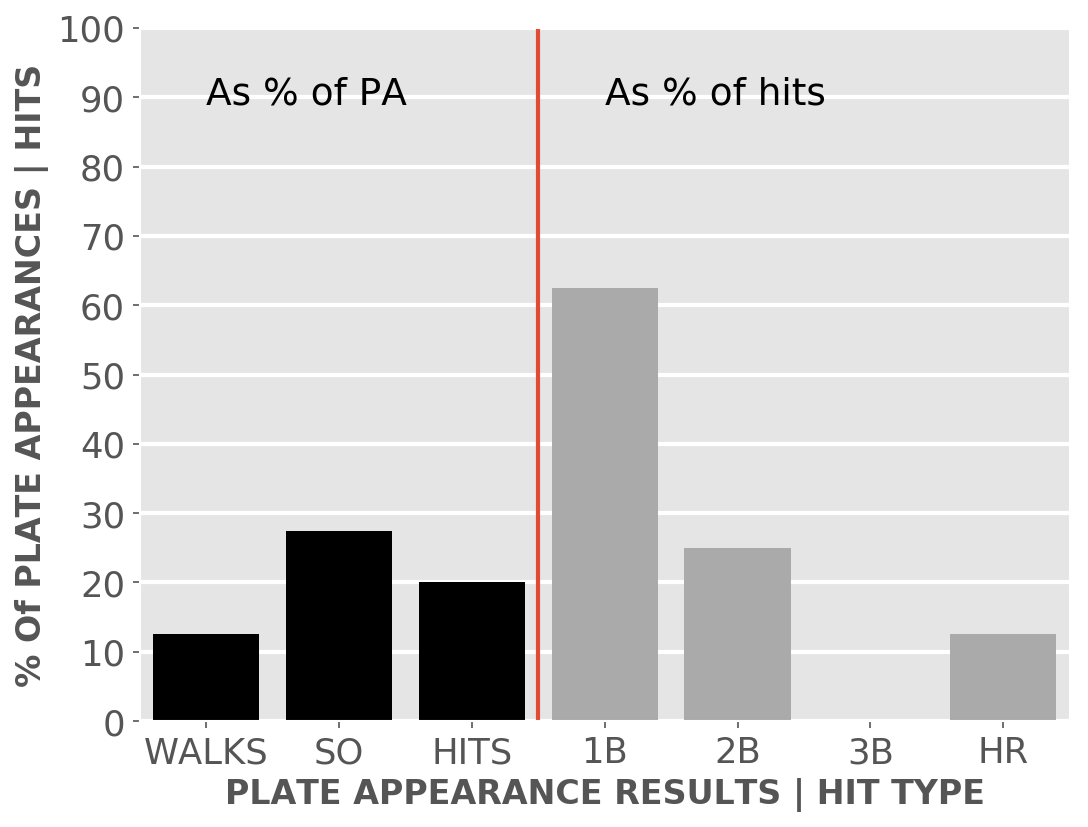 % Of PLATE APPEARANCES | HITS
100
90
80
70
60
50
40
30
20
10
0
As % of PA
As % of hits
WALKS SO HITS 1B 2B 3B HR
PLATE APPEARANCE RESULTS | HIT TYPE